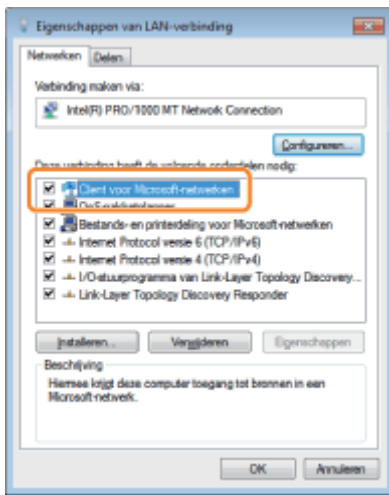 Eigenschappen van LAN-verbinding
Netwerken Delen
Verbinding maken via:
Intel(R) PRO/1000 MT Network Connection
Configureren...
Deze verbinding heeft de volgende onderdelen nodig:
Client voor Microsoft-netwerken
QoS-pakketplanner
Bestands- en printerdeling voor Microsoft-netwerken
Internet Protocol versie 6 (TCP/IPv6)
Internet Protocol versie 4 (TCP/IPv4)
I/O-stuurprogramma van Link-Layer Topology Discovery...
Link-Layer Topology Discovery Responder
Installeren... Verwijderen Eigenschappen
Beschrijving
Hiermee krijgt deze computer toegang tot bronnen in een
Microsoft-netwerk.
OK Annuleren